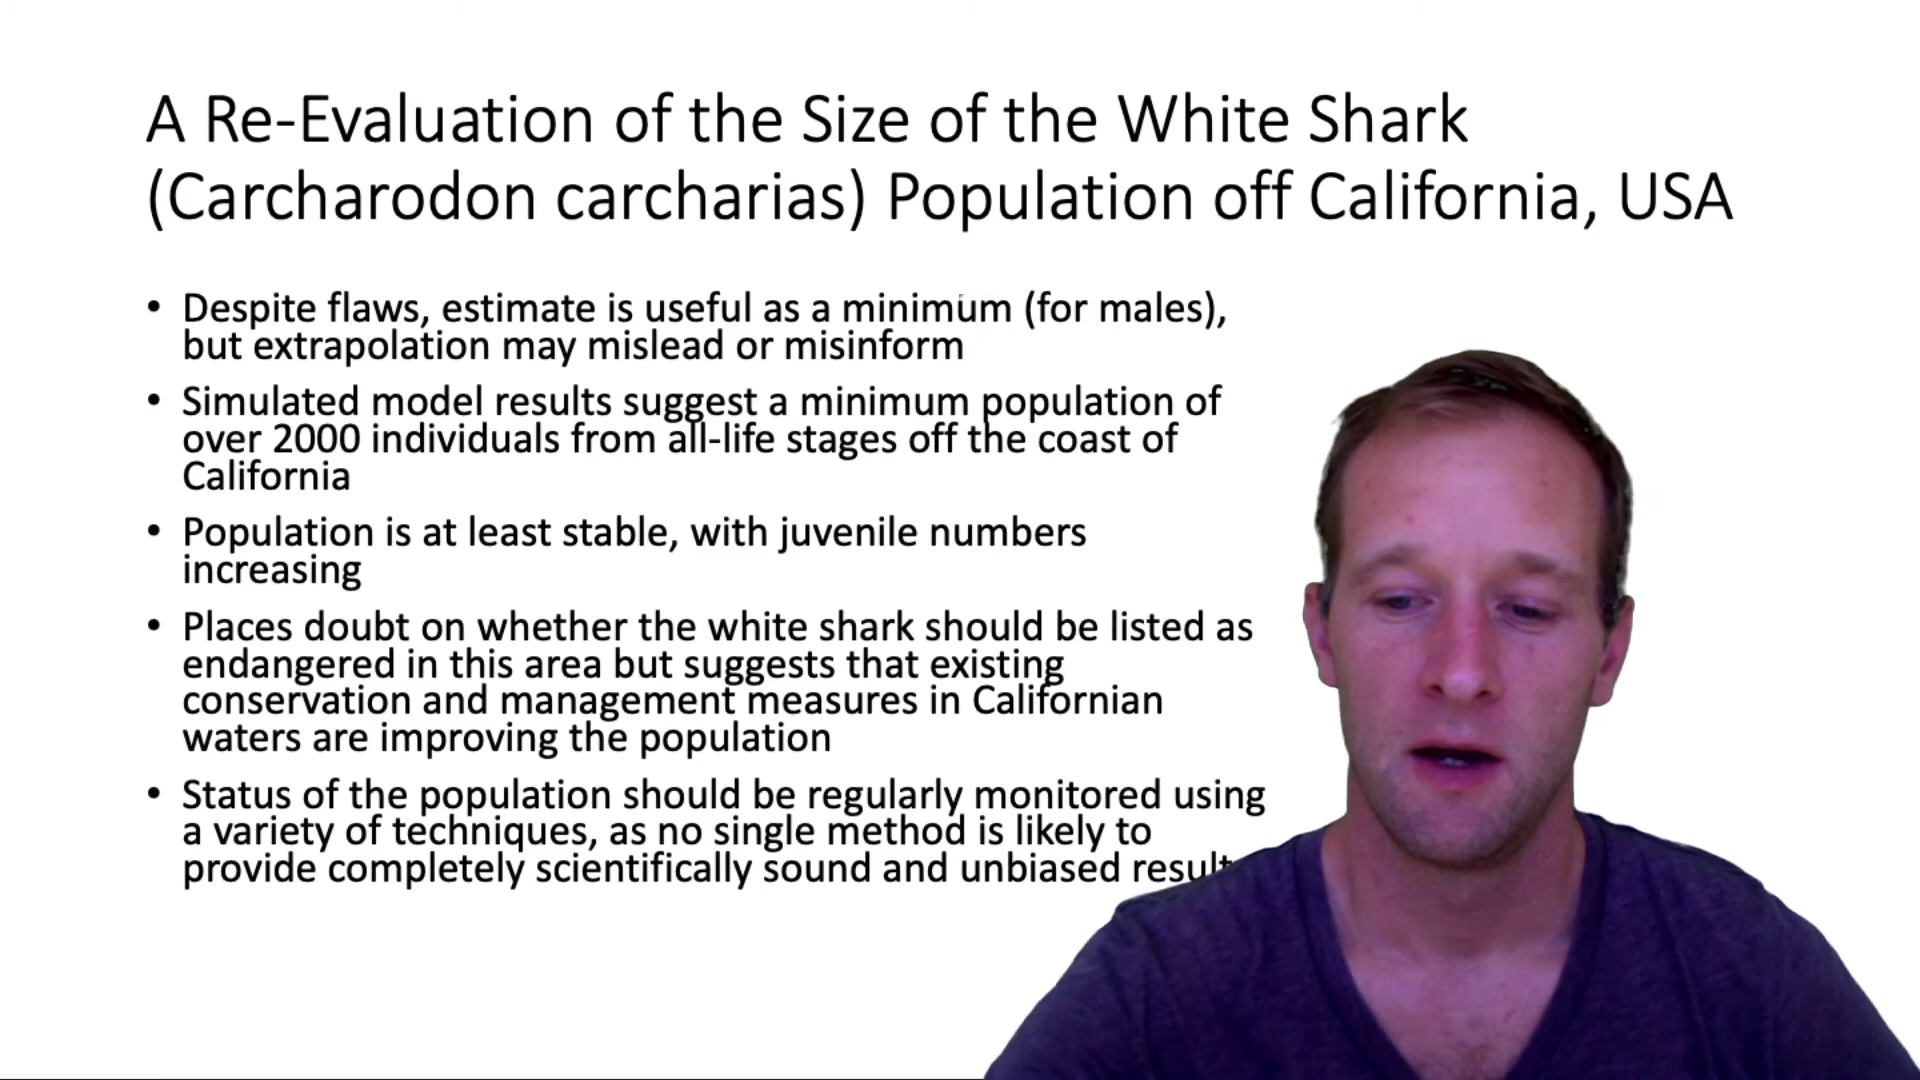 A Re-Evaluation of the Size of the White Shark
(Carcharodon carcharias) Population off California, USA
• Despite flaws, estimate is useful as a minimum (for males),
but extrapolation may mislead or misinform
• Simulated model results suggest a minimum population of
over 2000 individuals from all-life stages off the coast of
California
• Population is at least stable, with juvenile numbers
increasing
• Places doubt on whether the white shark should be listed as
endangered in this area but suggests that existing
conservation and management measures in Californian
waters are improving the population
• Status of the population should be regularly monitored using
a variety of techniques, as no single method is likely to
provide completely scientifically sound and unbiased